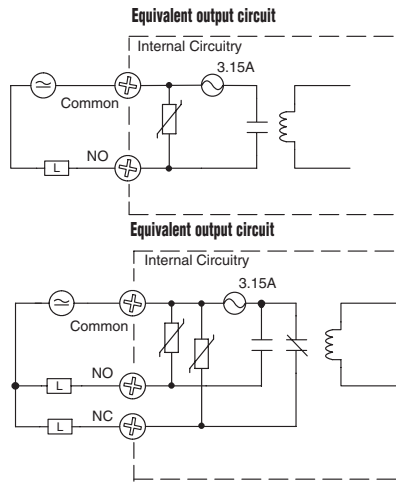 Equivalent output circuit
Internal Circuitry
3.15A
Common
NO
L
Equivalent output circuit
Internal Circuitry
3.15A
Common
NO
L
NC
L